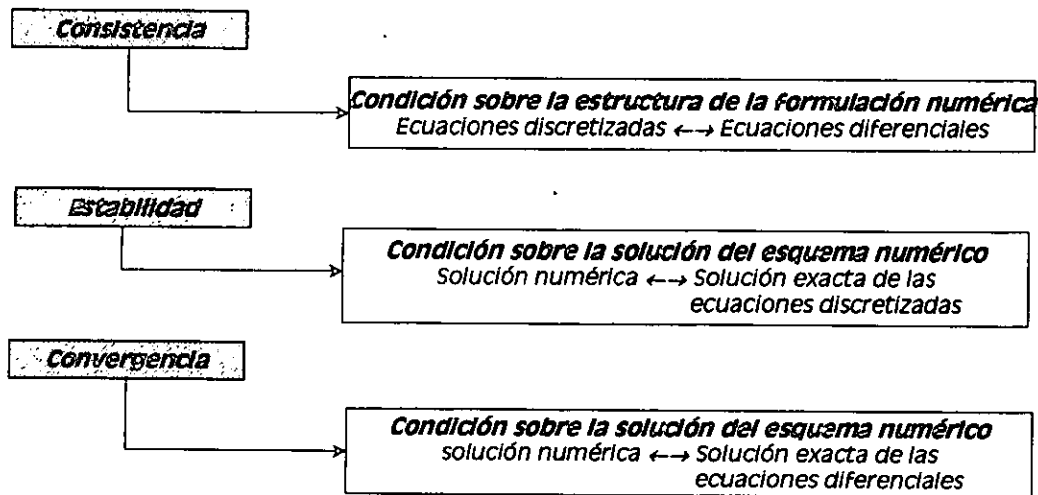 Consistencia
Condición sobre la estructura de la formulación numérica
Ecuaciones discretizadas ←→ Ecuaciones diferenciales
Estabilidad
Condición sobre la solución del esquema numérico
Solución numérica ←→ Solución exacta de las
ecuaciones discretizadas
Convergencia
Condición sobre la solución del esquema numérico
solución numérica ←→ Solución exacta de las
ecuaciones diferenciales